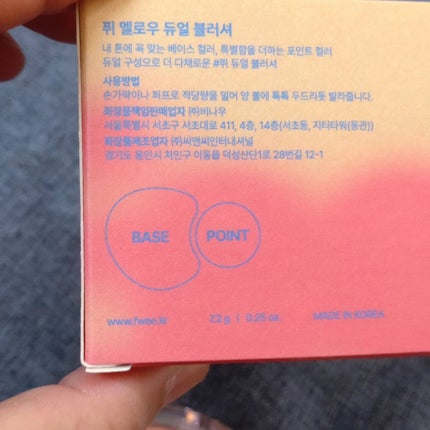 퓌 멜로우 듀얼 블러셔
내 톤에 꼭 맞는 베이스 컬러, 특별함을 더하는 포인트 컬러
듀얼 구성으로 더 다채로운 #퓌 듀얼 블러셔
사용방법
손가락이나 퍼프로 적당량을 덜어 양 볼에 톡톡 두드리듯 발라줍니다.
화장품책임판매업자 ㈜비나우
서울특별시 서초구 서초대로 411, 4층, 14층(서초동, 지티타워(동관))
화장품제조업자 ㈜씨앤씨인터내셔널
경기도 용인시 처인구 이동읍 덕성산단1로 28번길 12-1
BASE POINT
www.fwee.kr 7.2 g | 0.25 oz. MADE IN KOREA